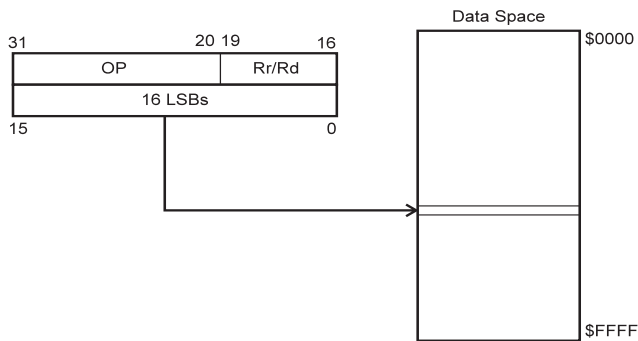 Data Space
$0000
31 20 19 16
OP Rr/Rd
16 LSBs
15 0
$FFFF